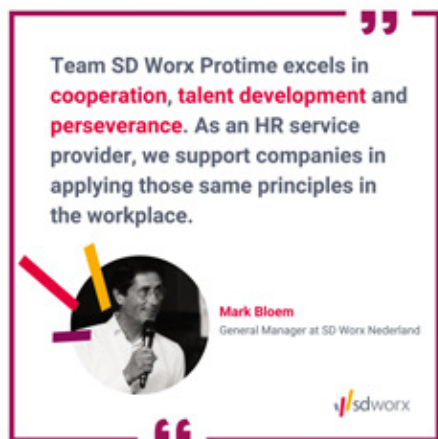 Team SD Worx Protime excels in
cooperation, talent development and
perseverance. As an HR service
provider, we support companies in
applying those same principles in
the workplace.
Mark Bloem
General Manager at SD Worx Nederland
sdworx